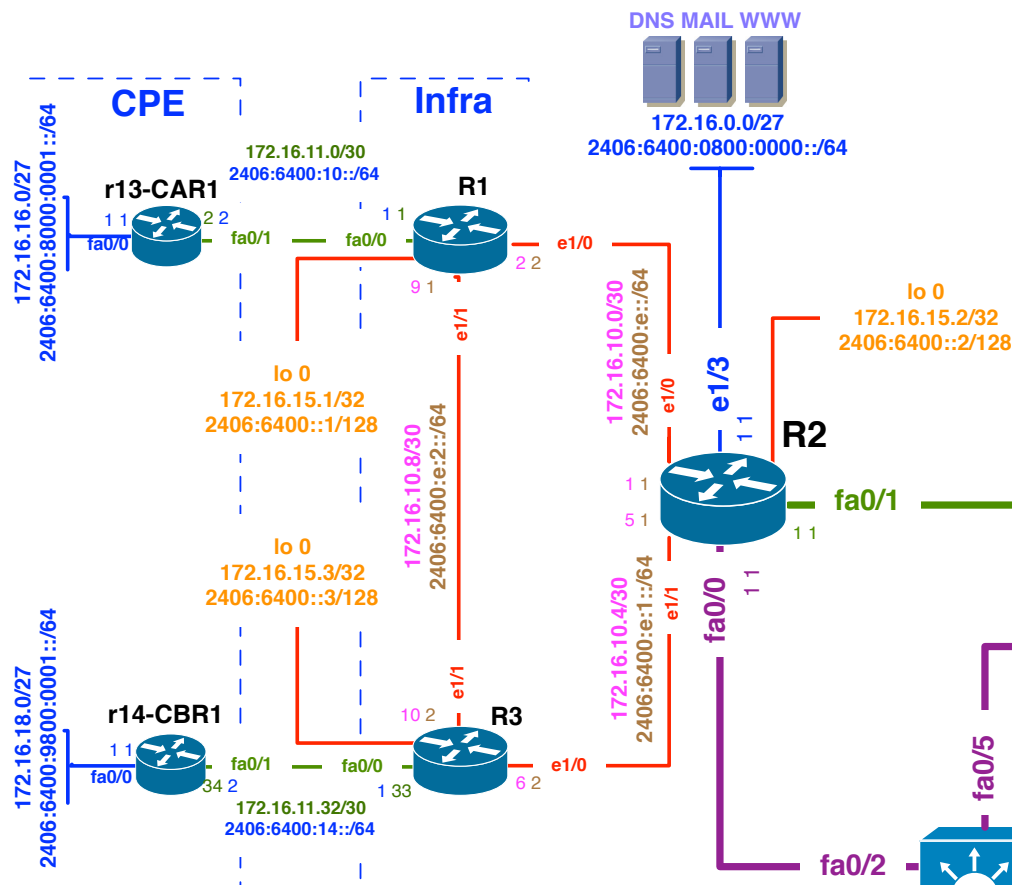 DNS MAIL WWW
172.16.0.0/27
2406:6400:0800:0000::/64
CPE
Infra
172.16.16.0/27
2406:6400:8000:0001::/64
r13-CAR1
1 1
fa0/0
2 2
fa0/1
172.16.11.0/30
2406:6400:10::/64
fa0/0
1 1
R1
e1/0
2 2
9 1
e1/1
lo 0
172.16.15.1/32
2406:6400::1/128
172.16.10.8/30
2406:6400:e:2::/64
172.16.10.0/30
2406:6400:e::/64
e1/0
e1/3
1 1
lo 0
172.16.15.2/32
2406:6400::2/128
R2
1 1
5 1
fa0/1
1 1
fa0/0
1 1
172.16.10.4/30
2406:6400:e:1::/64
e1/1
lo 0
172.16.15.3/32
2406:6400::3/128
172.16.18.0/27
2406:6400:9800:0001::/64
r14-CBR1
1 1
fa0/0
fa0/1
34 2
172.16.11.32/30
2406:6400:14::/64
fa0/0
1 33
10 2
e1/1
R3
e1/0
6 2
fa0/5
fa0/2